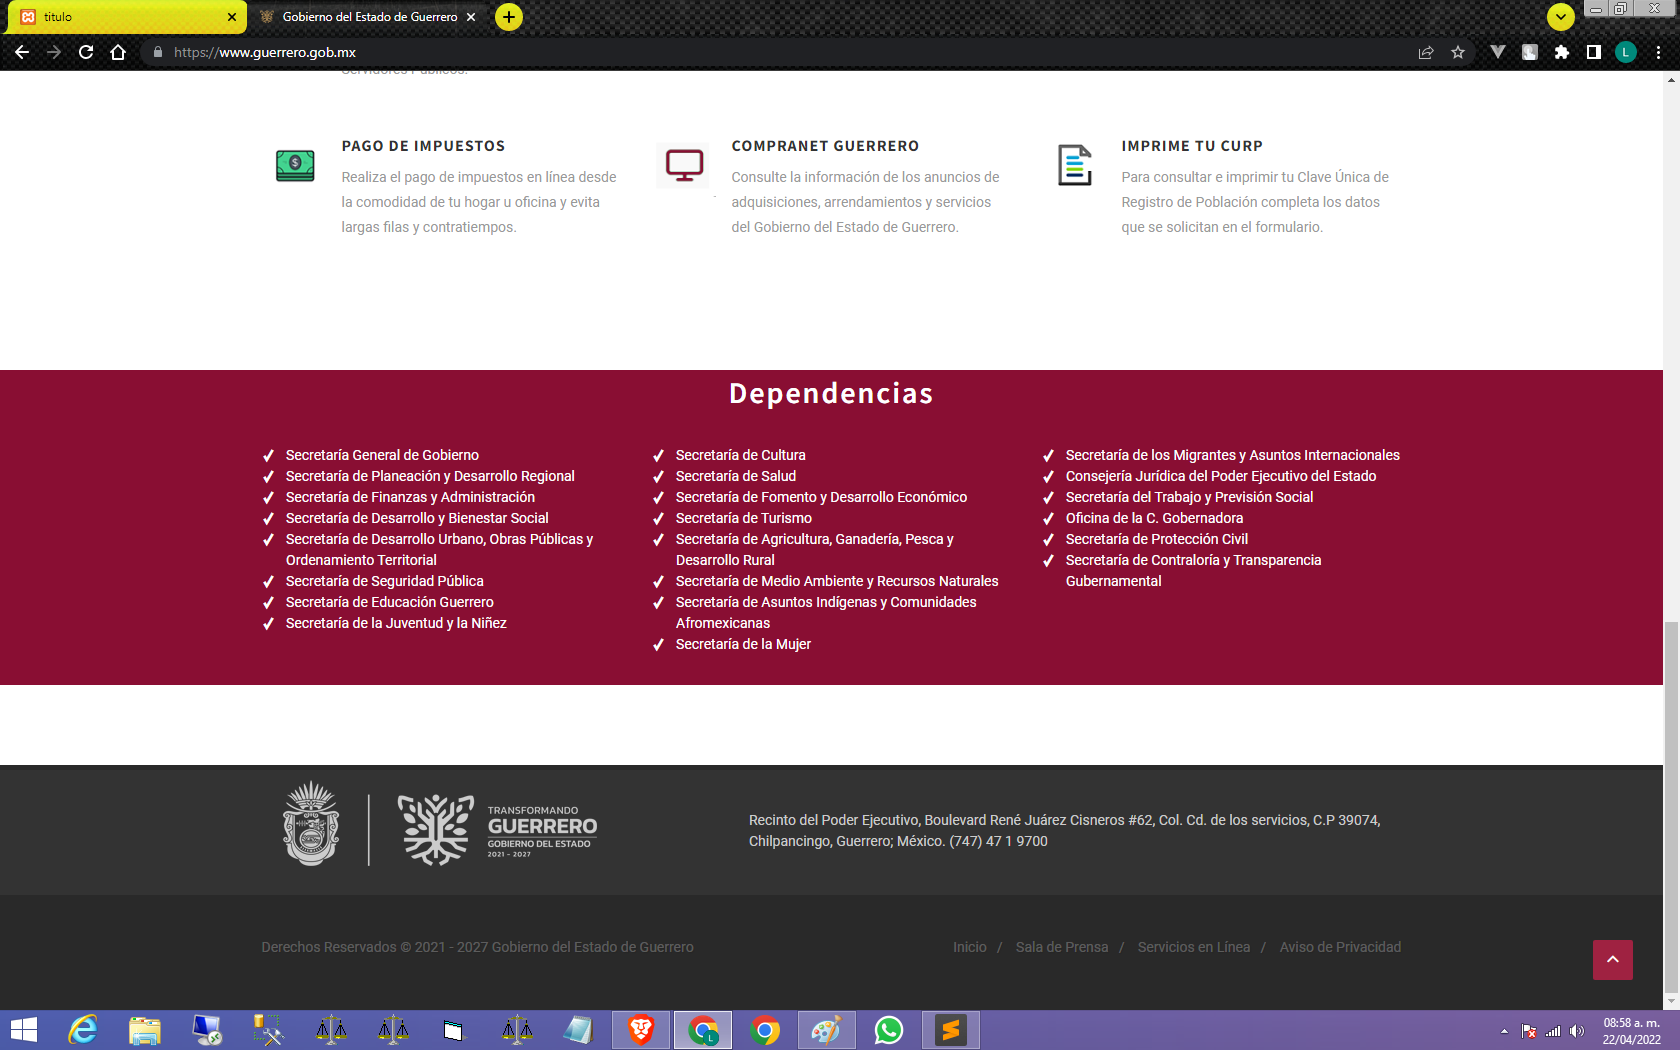 titulo
Gobierno del Estado de Guerrero
https://www.guerrero.gob.mx
L
Servidores Públicos.
PAGO DE IMPUESTOS
Realiza el pago de impuestos en línea desde
la comodidad de tu hogar u oficina y evita
largas filas y contratiempos.
COMPRANET GUERRERO
Consulte la información de los anuncios de
adquisiciones, arrendamientos y servicios
del Gobierno del Estado de Guerrero.
IMPRIME TU CURP
Para consultar e imprimir tu Clave Única de
Registro de Población completa los datos
que se solicitan en el formulario.
Dependencias
Secretaría General de Gobierno
Secretaría de Planeación y Desarrollo Regional
Secretaría de Finanzas y Administración
Secretaría de Desarrollo y Bienestar Social
Secretaría de Desarrollo Urbano, Obras Públicas y
Ordenamiento Territorial
Secretaría de Seguridad Pública
Secretaría de Educación Guerrero
Secretaría de la Juventud y la Niñez
Secretaría de Cultura
Secretaría de Salud
Secretaría de Fomento y Desarrollo Económico
Secretaría de Turismo
Secretaría de Agricultura, Ganadería, Pesca y
Desarrollo Rural
Secretaría de Medio Ambiente y Recursos Naturales
Secretaría de Asuntos Indígenas y Comunidades
Afromexicanas
Secretaría de la Mujer
Secretaría de los Migrantes y Asuntos Internacionales
Consejería Jurídica del Poder Ejecutivo del Estado
Secretaría del Trabajo y Previsión Social
Oficina de la C. Gobernadora
Secretaría de Protección Civil
Secretaría de Contraloría y Transparencia
Gubernamental
TRANSFORMANDO
GUERRERO
GOBIERNO DEL ESTADO
2021 - 2027
Recinto del Poder Ejecutivo, Boulevard René Juárez Cisneros #62, Col. Cd. de los servicios, C.P 39074,
Chilpancingo, Guerrero; México. (747) 47 1 9700
Derechos Reservados © 2021 - 2027 Gobierno del Estado de Guerrero
Inicio / Sala de Prensa / Servicios en Línea / Aviso de Privacidad
L
08:58 a. m.
22/04/2022